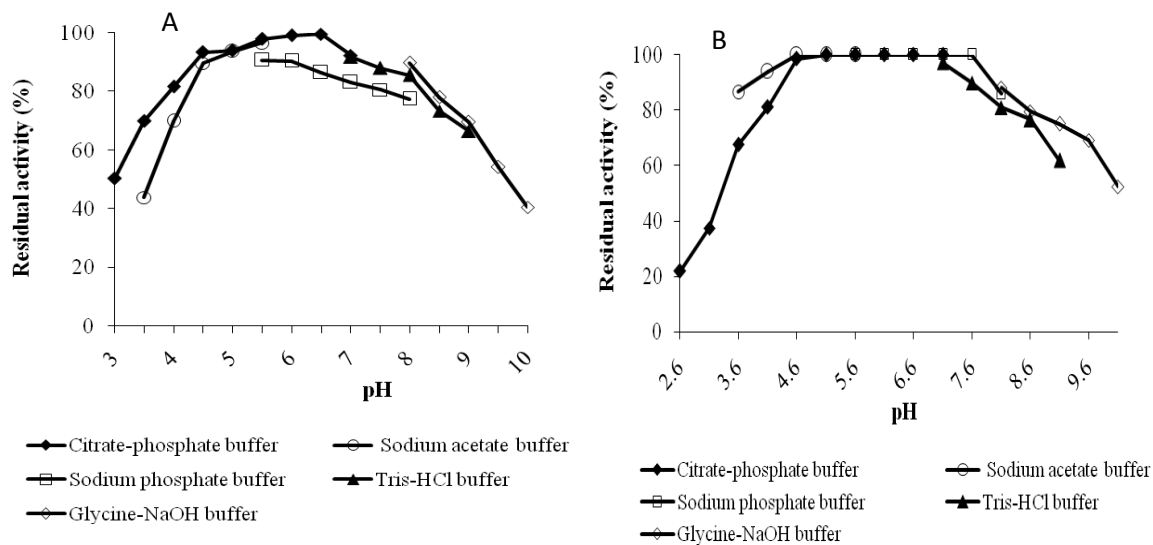 A
Residual activity (%)
100
80
60
40
20
0
3
4
5
6
7
8
9
10
pH
Citrate-phosphate buffer
Sodium acetate buffer
Sodium phosphate buffer
Tris-HCl buffer
Glycine-NaOH buffer
B
Residual activity (%)
100
80
60
40
20
0
2.6
3.6
4.6
5.6
6.6
7.6
8.6
9.6
pH
Citrate-phosphate buffer
Sodium acetate buffer
Sodium phosphate buffer
Tris-HCl buffer
Glycine-NaOH buffer